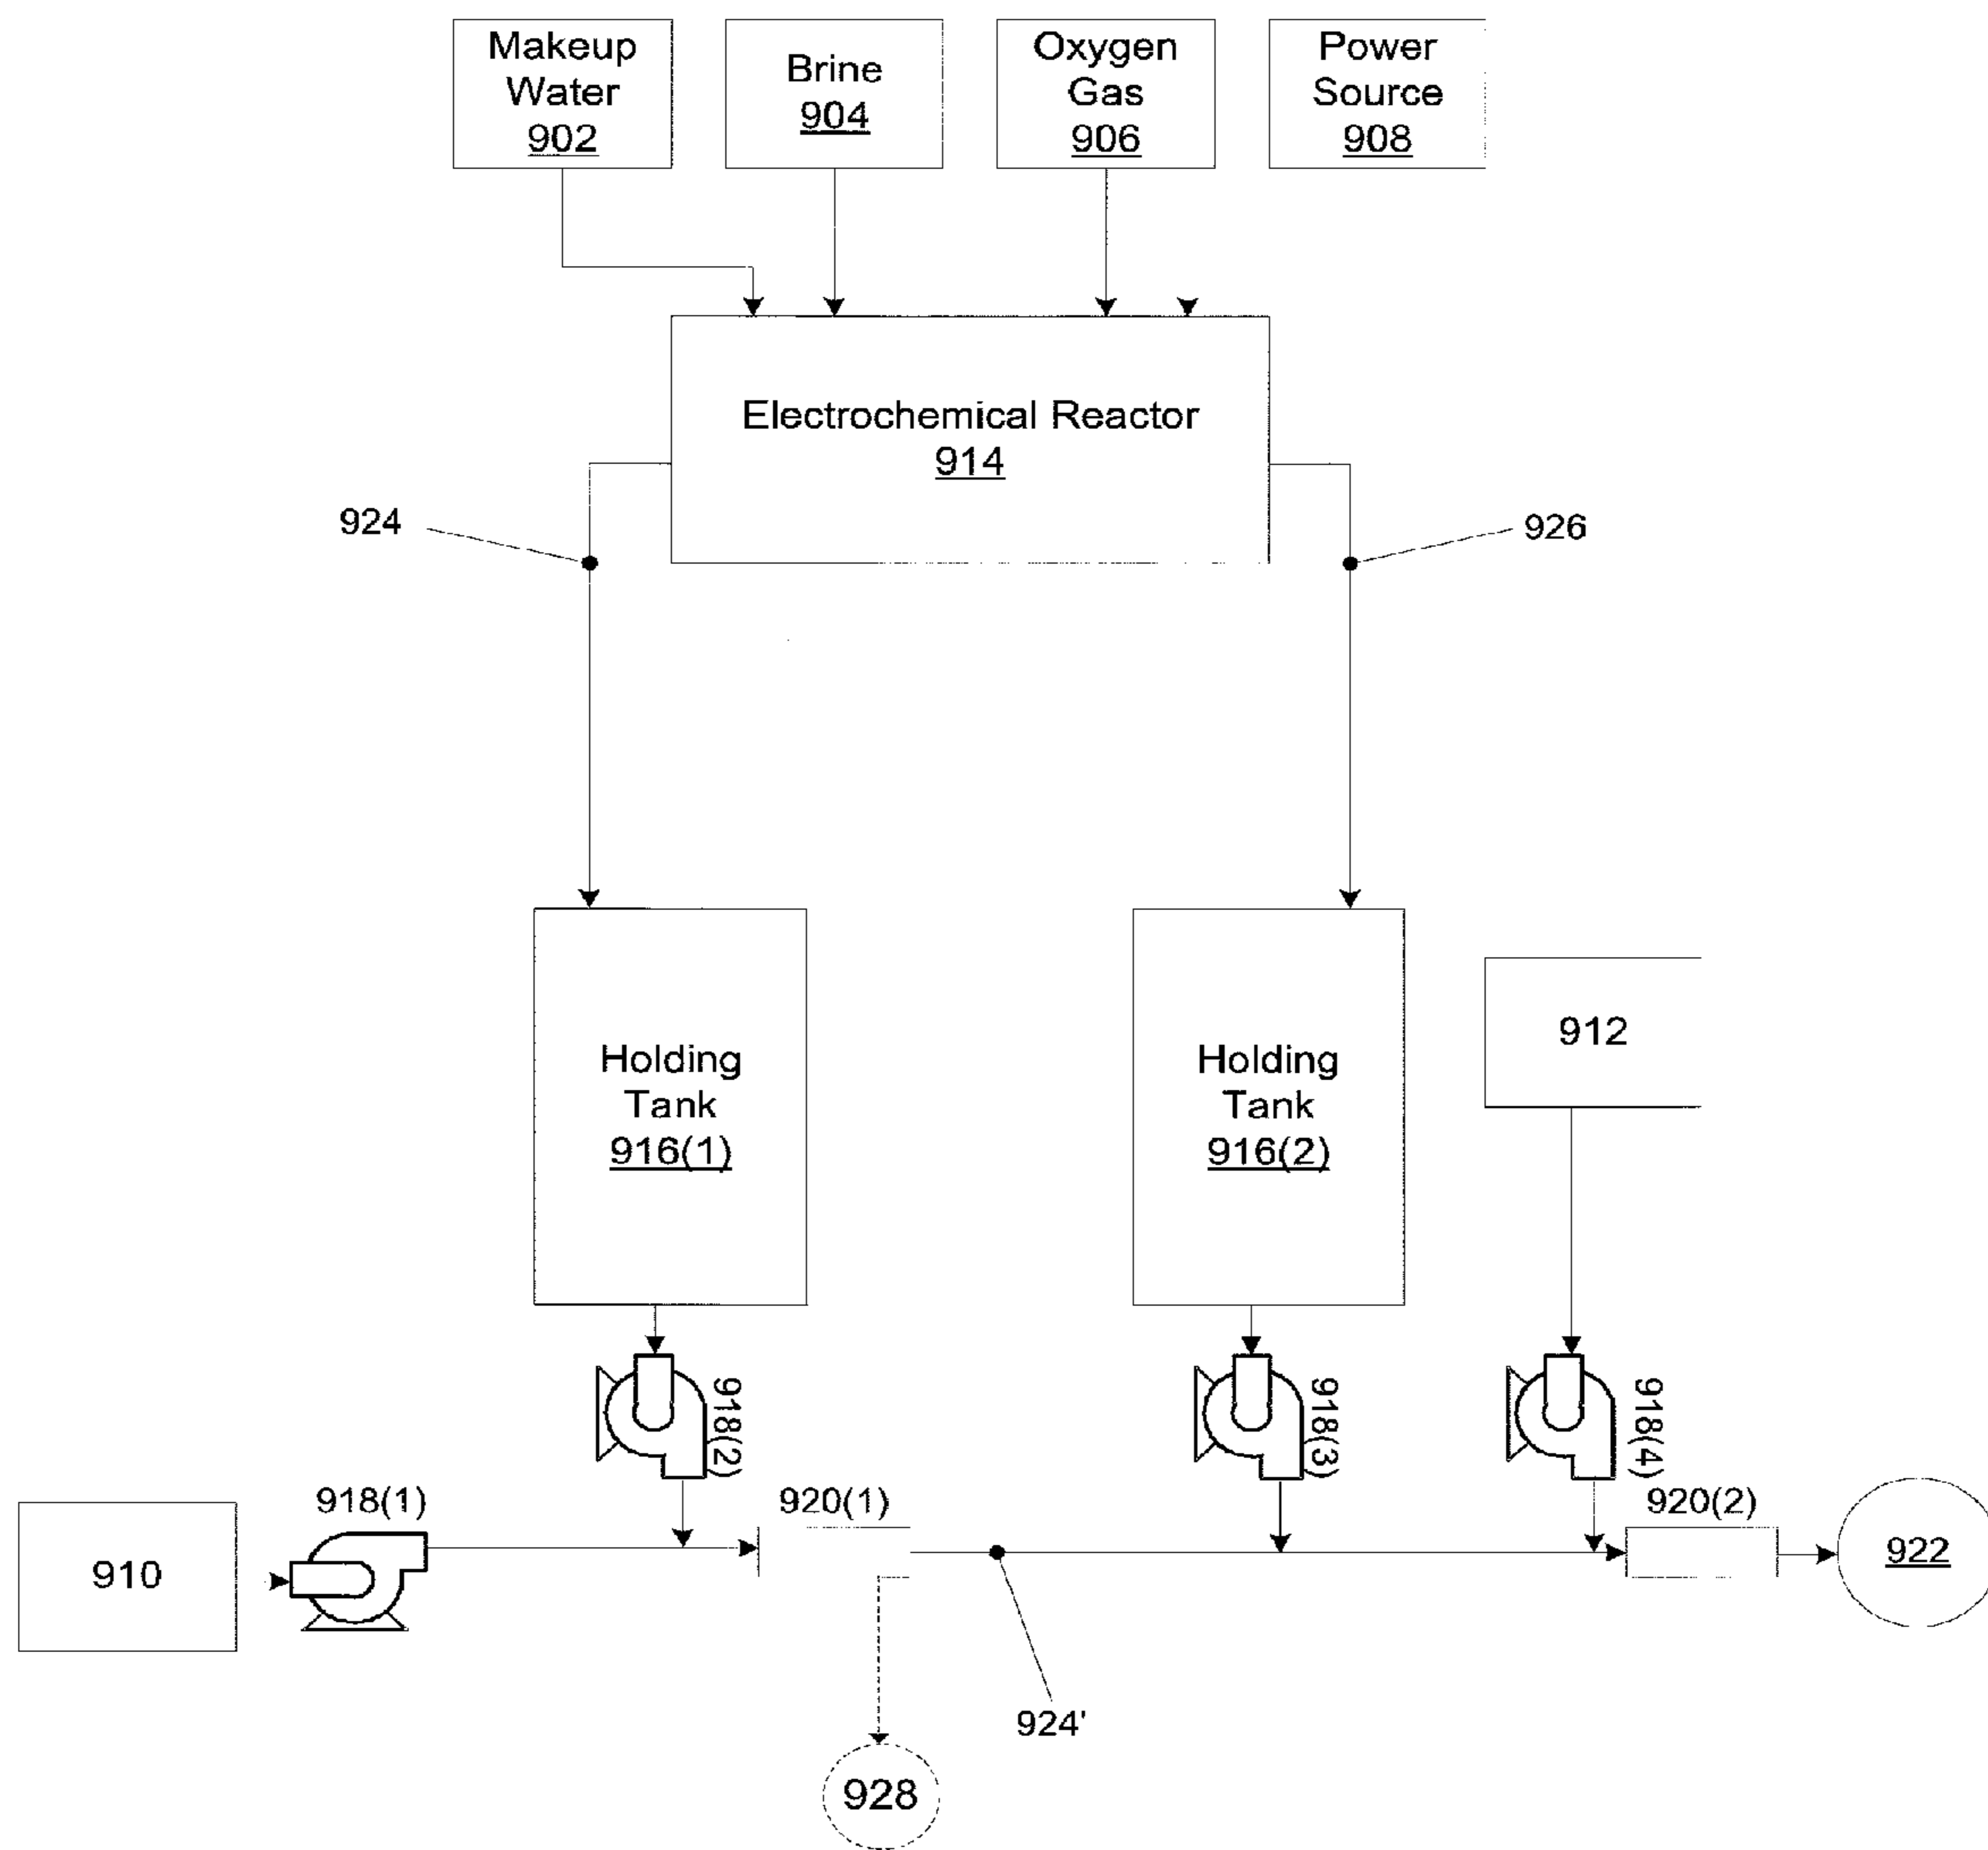 Makeup
Water
902
Brine
904
Oxygen
Gas
906
Power
Source
908
Electrochemical Reactor
914
924
926
Holding
Tank
916(1)
Holding
Tank
916(2)
912
918(2)
918(3)
918(4)
910
918(1)
920(1)
920(2)
922
924'
928